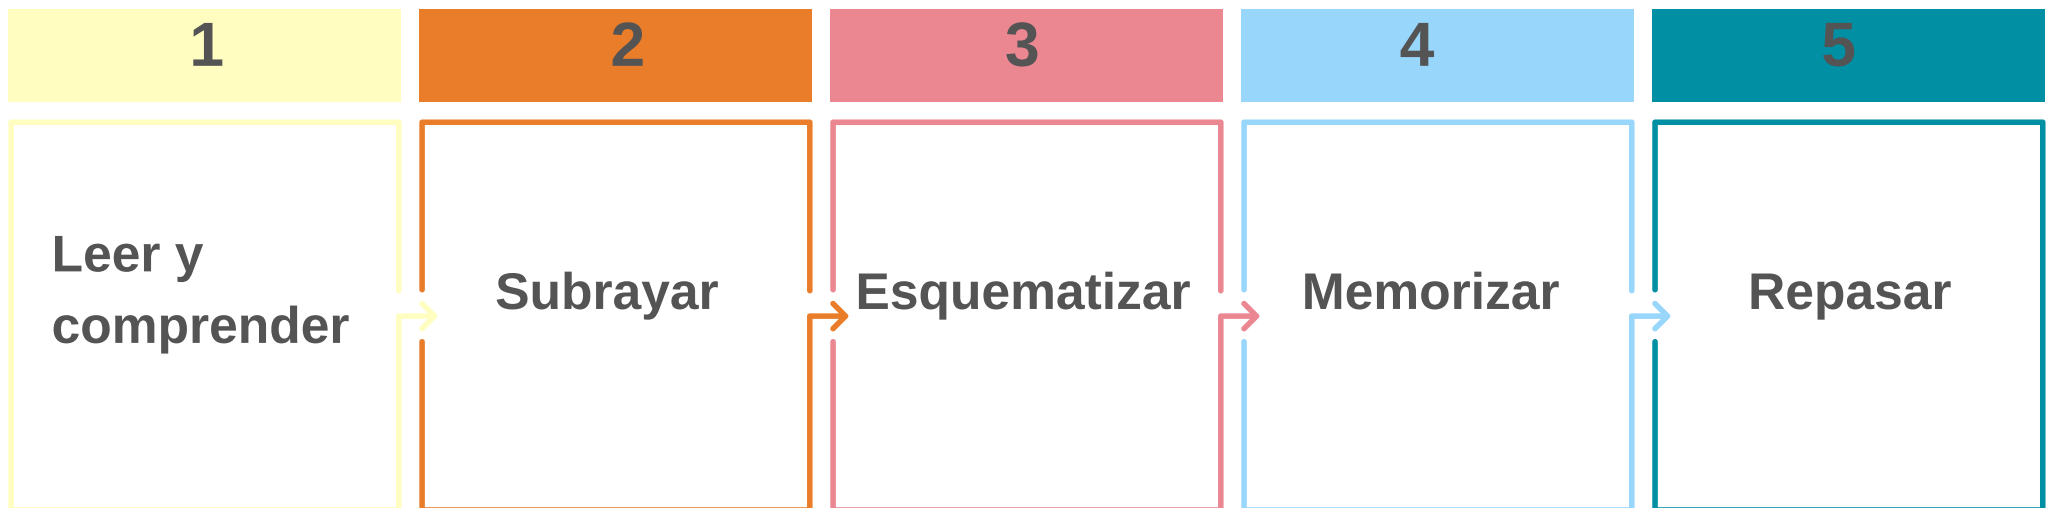 1
2
3
4
5
Leer y
comprender
Subrayar
Esquematizar
Memorizar
Repasar